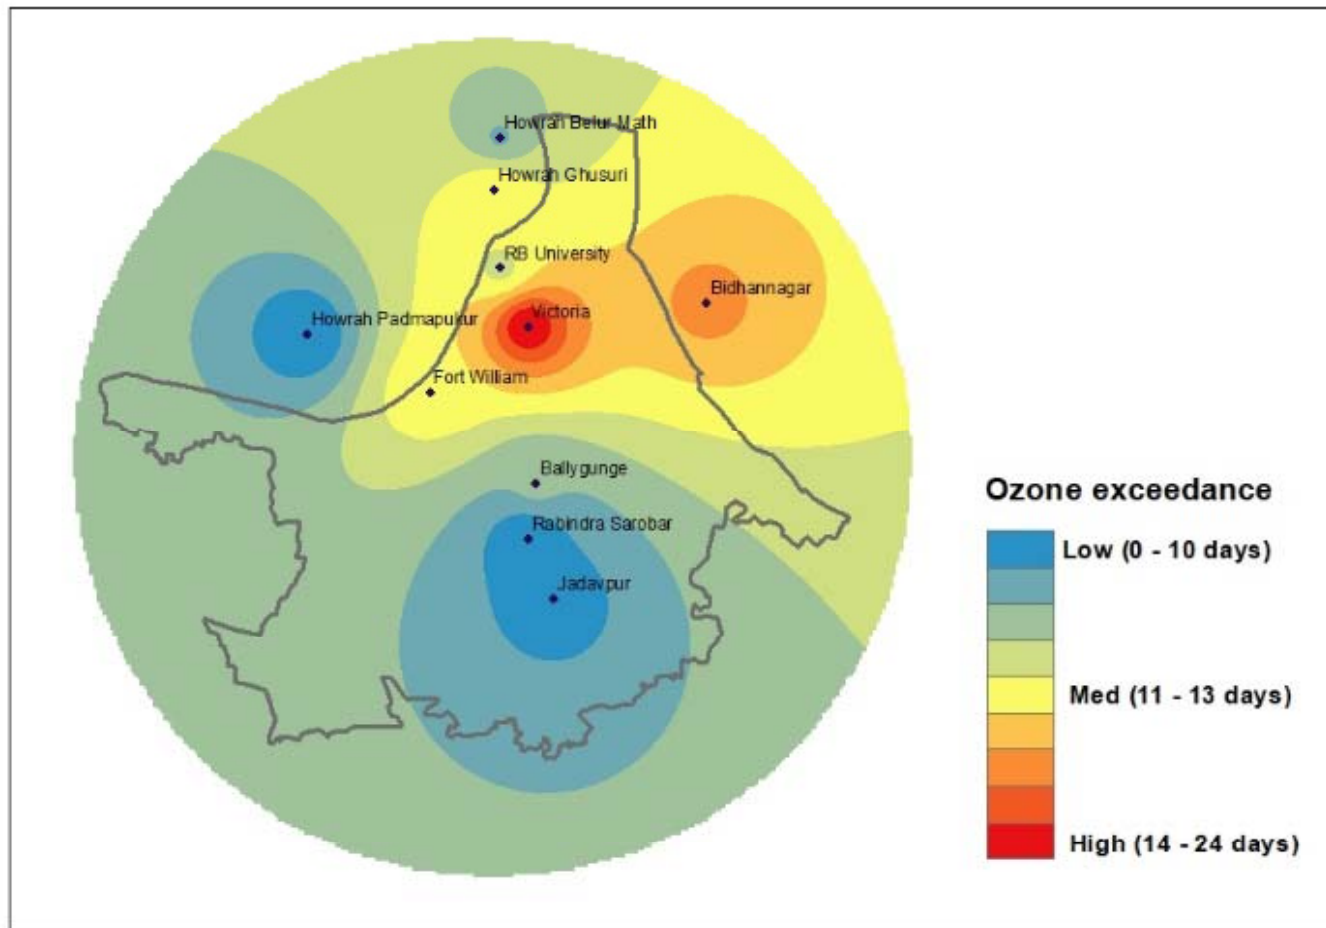 Howrah Belur Math
Howrah Ghusuri
RB University
Bidhannagar
Victoria
Howrah Padmapukur
Fort William
Ballygunge
Rabindra Sarobar
Jadavpur
Ozone exceedance
Low (0 - 10 days)
Med (11 - 13 days)
High (14 - 24 days)